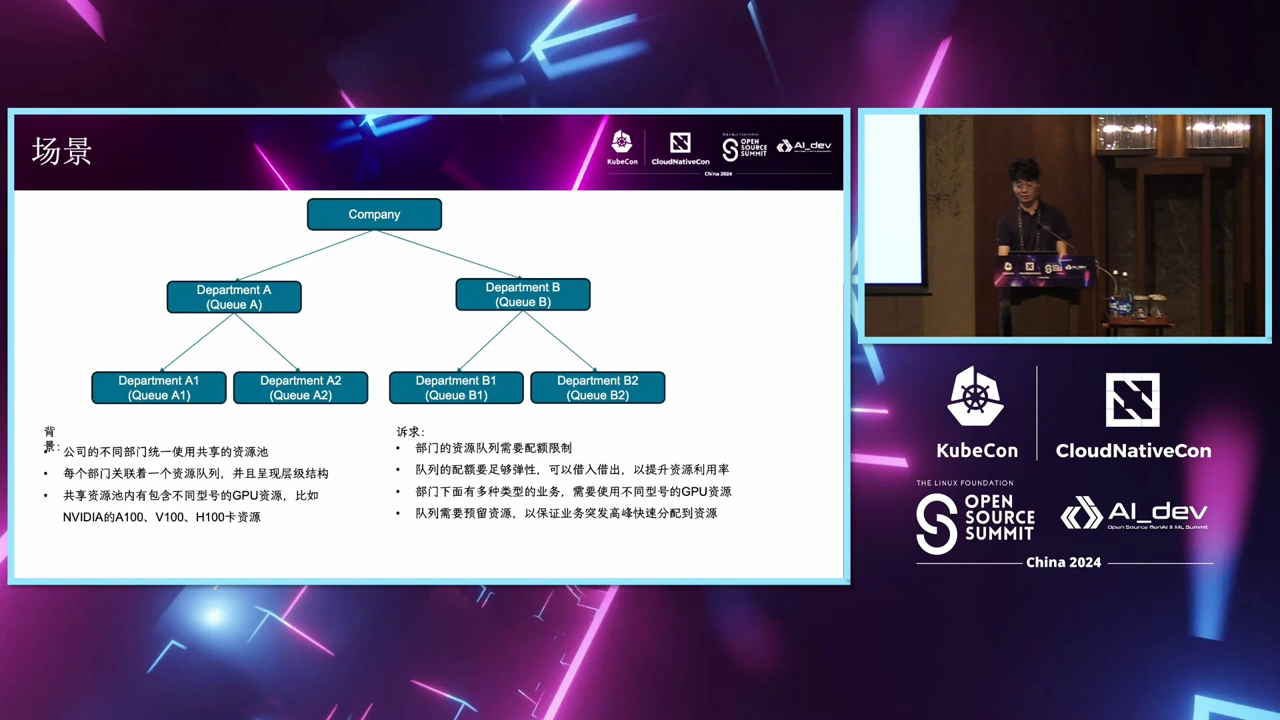 场景
KubeCon
CloudNativeCon
THE LINUX FOUNDATION
OPEN
SOURCE
SUMMIT
AI_dev
China 2024
Company
Department A
(Queue A)
Department B
(Queue B)
Department A1
(Queue A1)
Department A2
(Queue A2)
Department B1
(Queue B1)
Department B2
(Queue B2)
背
景:
• 公司的不同部门统一使用共享的资源池
• 每个部门关联着一个资源队列，并且呈现层级结构
• 共享资源池内有包含不同型号的GPU资源，比如
NVIDIA的A100、V100、H100卡资源
诉求:
• 部门的资源队列需要配额限制
• 队列的配额要足够弹性，可以借入借出，以提升资源利用率
• 部门下面有多种类型的业务，需要使用不同型号的GPU资源
• 队列需要预留资源，以保证业务突发高峰快速分配到资源
KubeCon
CloudNativeCon
THE LINUX FOUNDATION
OPEN
SOURCE
SUMMIT
AI_dev
Open Source GenAI & ML Summit
China 2024